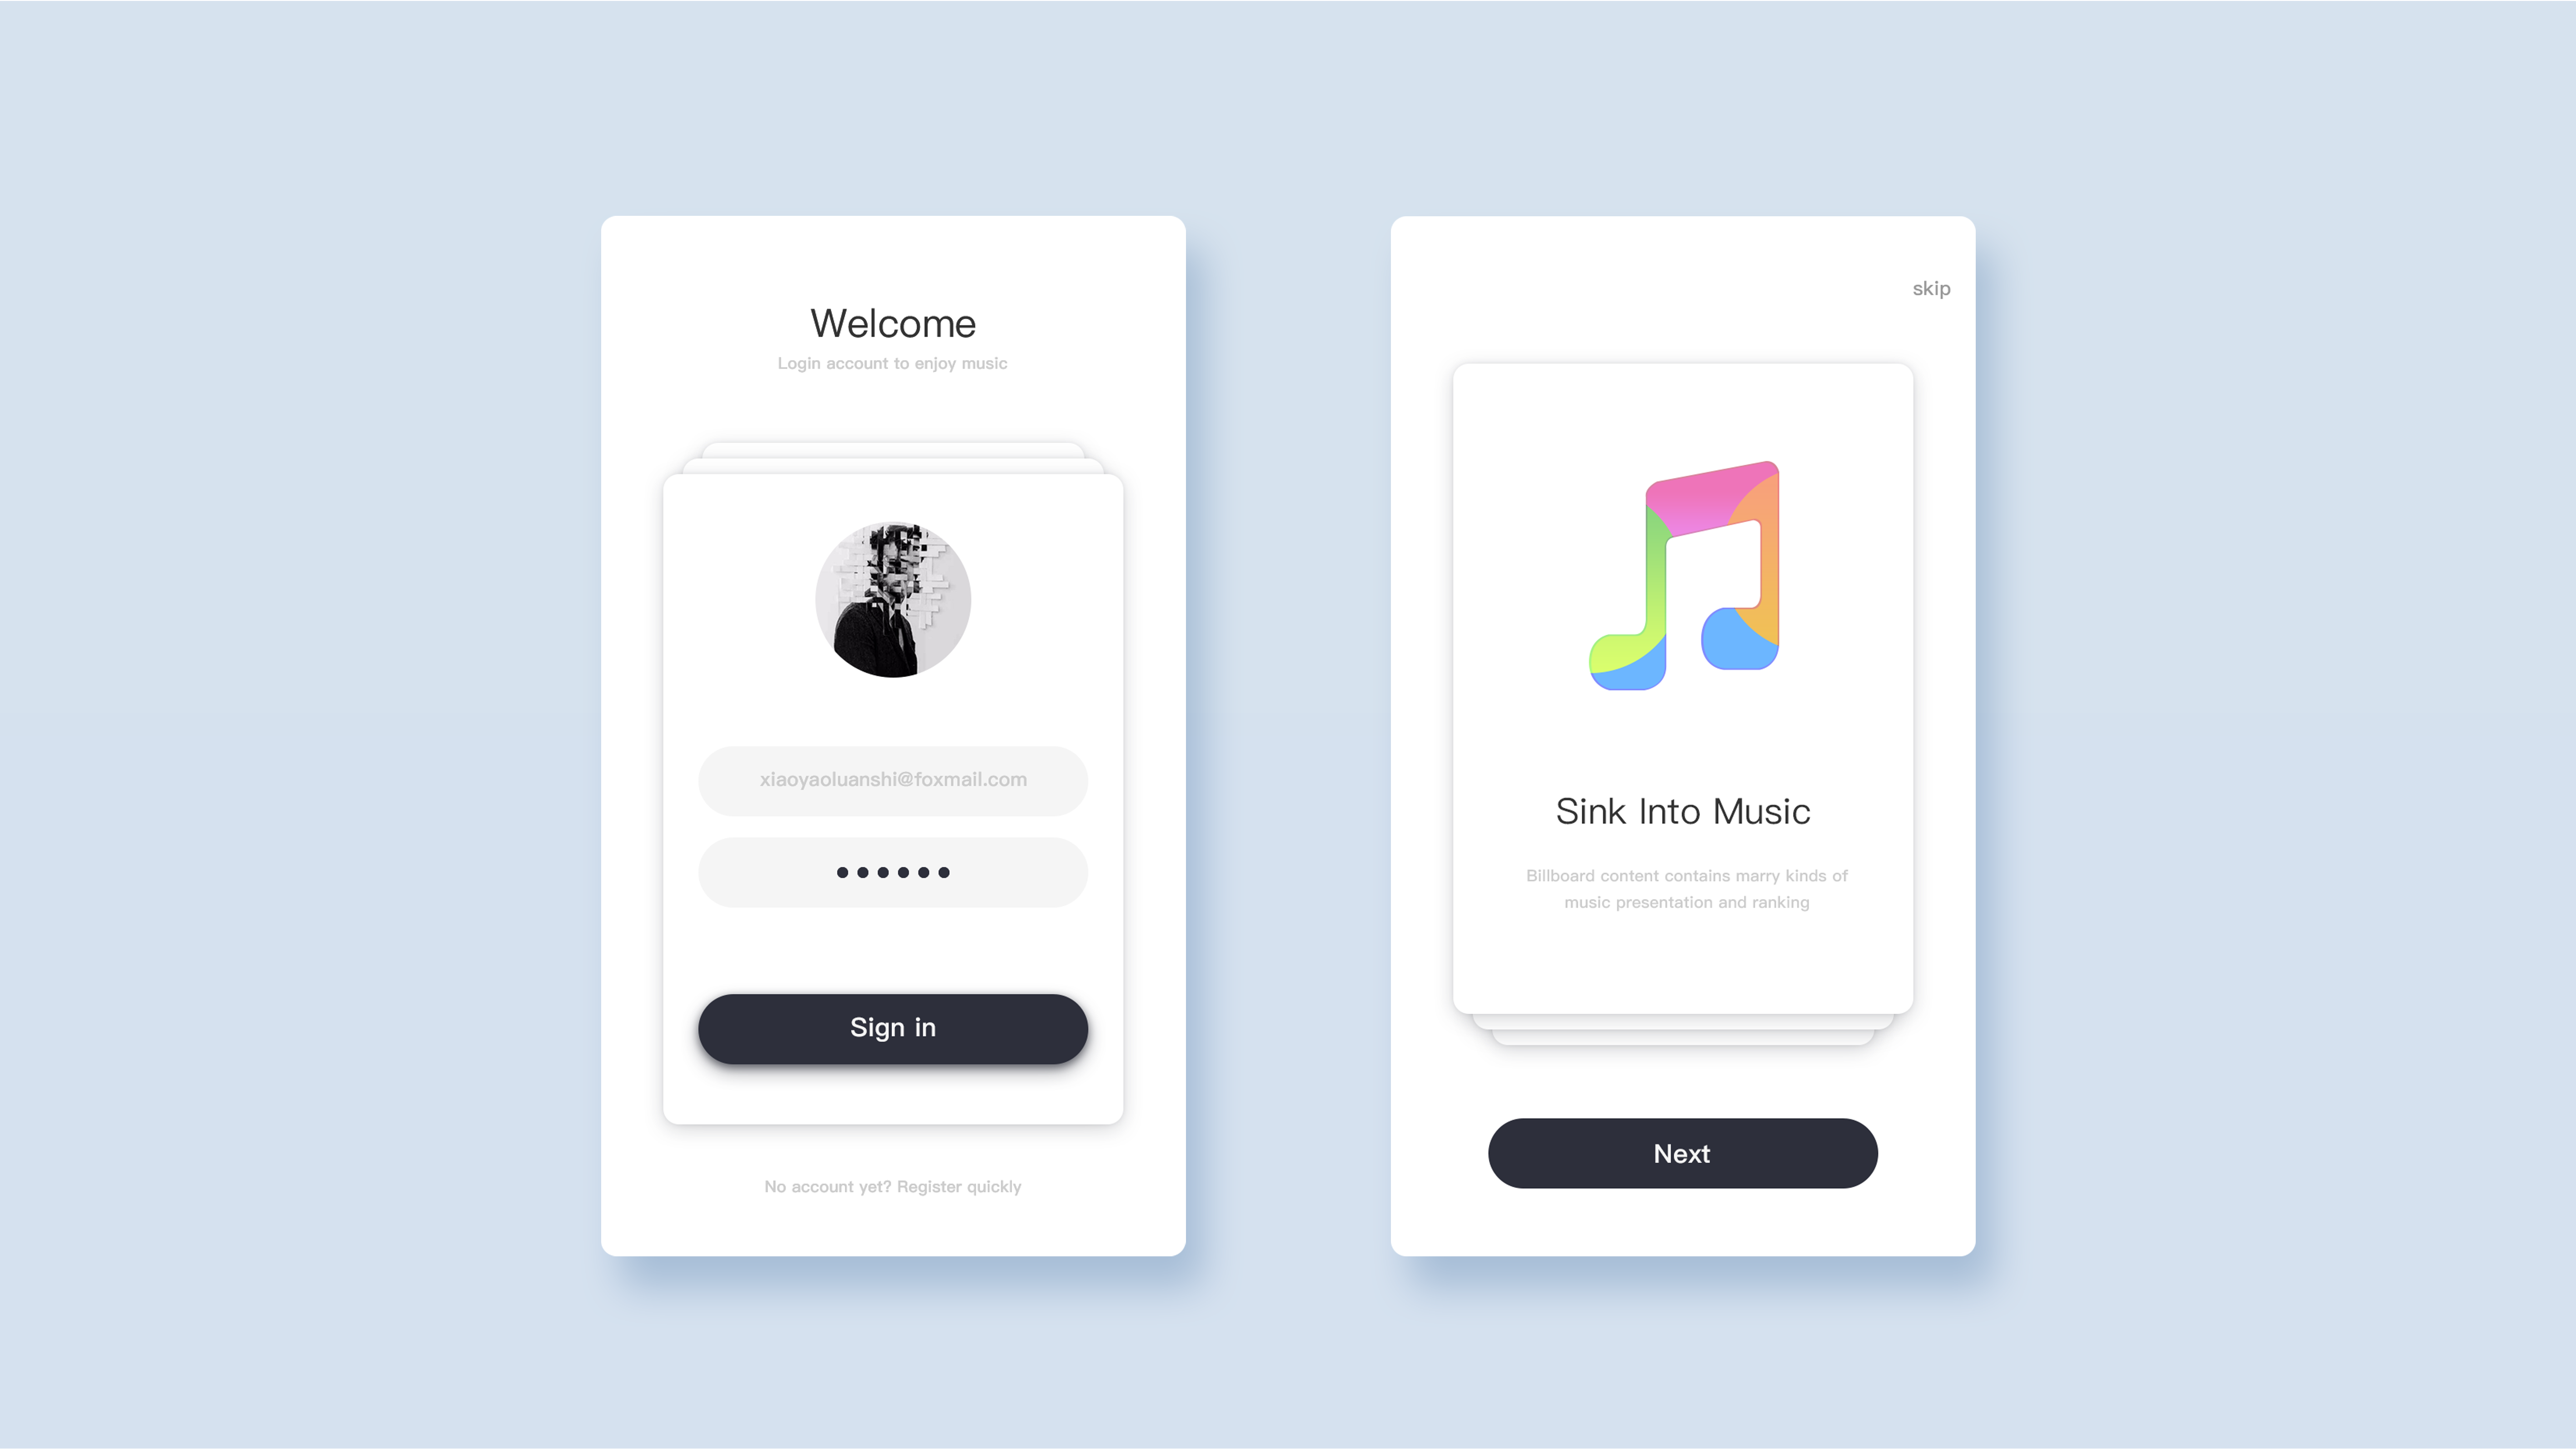 Welcome
Login account to enjoy music
xiaoyaoluanshi@foxmail.com
Sign in
No account yet? Register quickly
skip
Sink Into Music
Billboard content contains marry kinds of
music presentation and ranking
Next